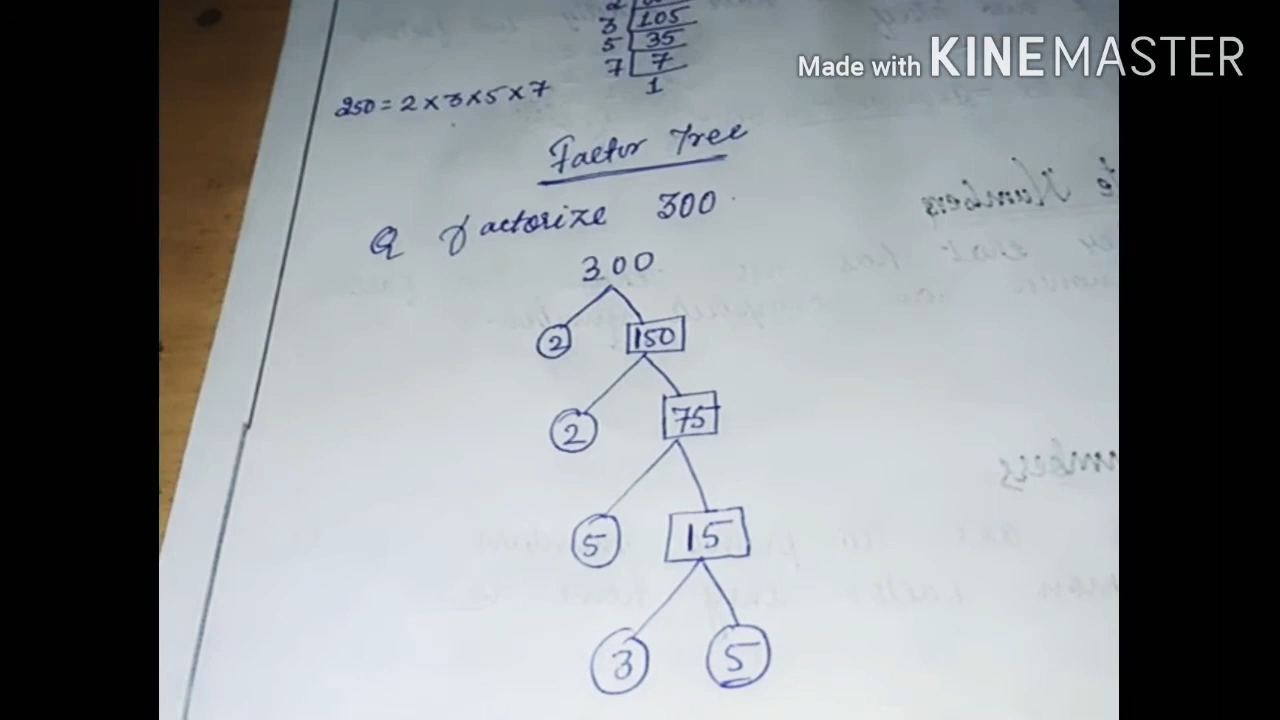 3 105
5 35
7 7
1
250 = 2 × 3 × 5 × 7
Made with KINEMASTER
Factor Tree
Q factorize 300
300
2 150
2 75
5 15
3 5
Numbers